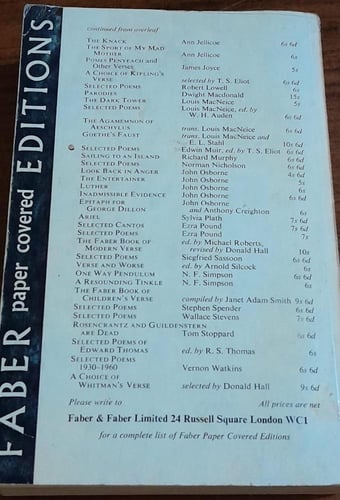 FABER paper covered EDITIONS
continued from overleaf
THE KNACK Ann Jellicoe 6s 6d
THE SPORT OF MY MAD
MOTHER Ann Jellicoe 6s
POMES PENYEACH and
Other Verses, James Joyce 5s
A CHOICE OF KIPLING'S
VERSE selected by T. S. Eliot 6s 6d
SELECTED POEMS Robert Lowell 6s
PARODIES Dwight Macdonald 15s
THE DARK TOWER Louis MacNeice 5s
SELECTED POEMS Louis MacNeice, ed. by
W. H. Auden 6s 6d
THE AGAMEMNON OF
AESCHYLUS trans. Louis MacNeice 6s 6d
GOETHE'S FAUST trans. Louis MacNeice and
E. L. Stahl 10s 6d
SELECTED POEMS Edwin Muir, ed. by T. S. Eliot 6s 6d
SAILING TO AN ISLAND Richard Murphy 6s 6d
SELECTED POEMS Norman Nicholson 6s 6d
LOOK BACK IN ANGER John Osborne 4s 6d
THE ENTERTAINER John Osborne 5s
LUTHER John Osborne 6s
INADMISSIBLE EVIDENCE John Osborne 6s 6d
EPITAPH FOR John Osborne
GEORGE DILLON and Anthony Creighton 6s
ARIEL Sylvia Plath 7s 6d
SELECTED CANTOS Ezra Pound 7s 6d
SELECTED POEMS Ezra Pound 7s
THE FABER BOOK OF ed. by Michael Roberts,
MODERN VERSE revised by Donald Hall 10s
SELECTED POEMS Siegfried Sassoon 6s 6d
VERSE AND WORSE ed. by Arnold Silcock 6s
ONE WAY PENDULUM N. F. Simpson 6s 6d
A RESOUNDING TINKLE N. F. Simpson 6s
THE FABER BOOK OF
CHILDREN'S VERSE compiled by Janet Adam Smith 9s 6d
SELECTED POEMS Stephen Spender 6s 6d
SELECTED POEMS Wallace Stevens 7s 6d
ROSENCRANTZ AND GUILDENSTERN
ARE DEAD Tom Stoppard 6s 6d
SELECTED POEMS OF
EDWARD THOMAS ed. by R. S. Thomas 6s
SELECTED POEMS
1930–1960 Vernon Watkins 6s 6d
A CHOICE OF
WHITMAN'S VERSE selected by Donald Hall 9s 6d
Please write to All prices are net
Faber & Faber Limited 24 Russell Square London WC1
for a complete list of Faber Paper Covered Editions